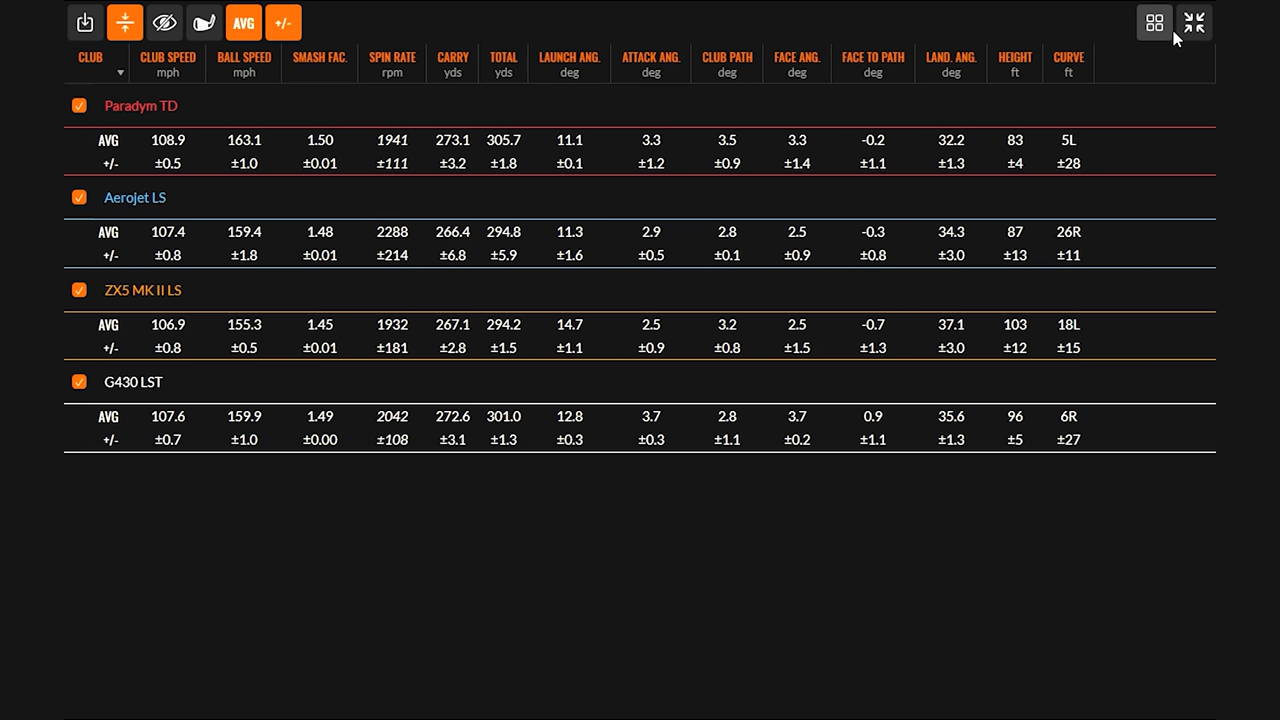 AVG +/-
CLUB CLUB SPEED BALL SPEED SMASH FAC. SPIN RATE CARRY TOTAL LAUNCH ANG. ATTACK ANG. CLUB PATH FACE ANG. FACE TO PATH LAND. ANG. HEIGHT CURVE
mph mph rpm yds yds deg deg deg deg deg deg ft ft
Paradym TD
AVG 108.9 163.1 1.50 1941 273.1 305.7 11.1 3.3 3.5 3.3 -0.2 32.2 83 5L
+/- ±0.5 ±1.0 ±0.01 ±111 ±3.2 ±1.8 ±0.1 ±1.2 ±0.9 ±1.4 ±1.1 ±1.3 ±4 ±28
Aerojet LS
AVG 107.4 159.4 1.48 2288 266.4 294.8 11.3 2.9 2.8 2.5 -0.3 34.3 87 26R
+/- ±0.8 ±1.8 ±0.01 ±214 ±6.8 ±5.9 ±1.6 ±0.5 ±0.1 ±0.9 ±0.8 ±3.0 ±13 ±11
ZX5 MK II LS
AVG 106.9 155.3 1.45 1932 267.1 294.2 14.7 2.5 3.2 2.5 -0.7 37.1 103 18L
+/- ±0.8 ±0.5 ±0.01 ±181 ±2.8 ±1.5 ±1.1 ±0.9 ±0.8 ±1.5 ±1.3 ±3.0 ±12 ±15
G430 LST
AVG 107.6 159.9 1.49 2042 272.6 301.0 12.8 3.7 2.8 3.7 0.9 35.6 96 6R
+/- ±0.7 ±1.0 ±0.00 ±108 ±3.1 ±1.3 ±0.3 ±0.3 ±1.1 ±0.2 ±1.1 ±1.3 ±5 ±27